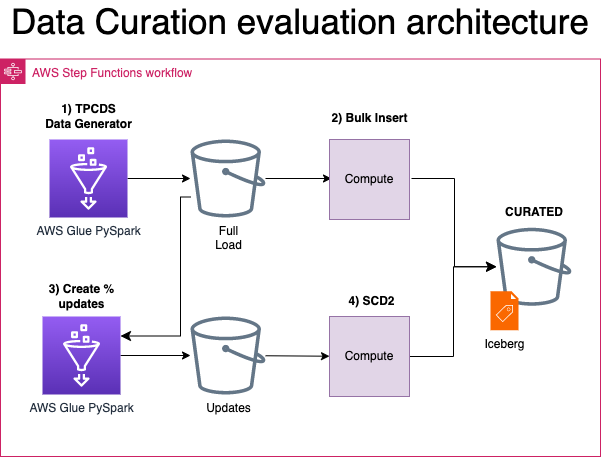 Data Curation evaluation architecture
AWS Step Functions workflow
1) TPCDS
Data Generator
AWS Glue PySpark
Full
Load
2) Bulk Insert
Compute
CURATED
Iceberg
3) Create %
updates
AWS Glue PySpark
Updates
4) SCD2
Compute